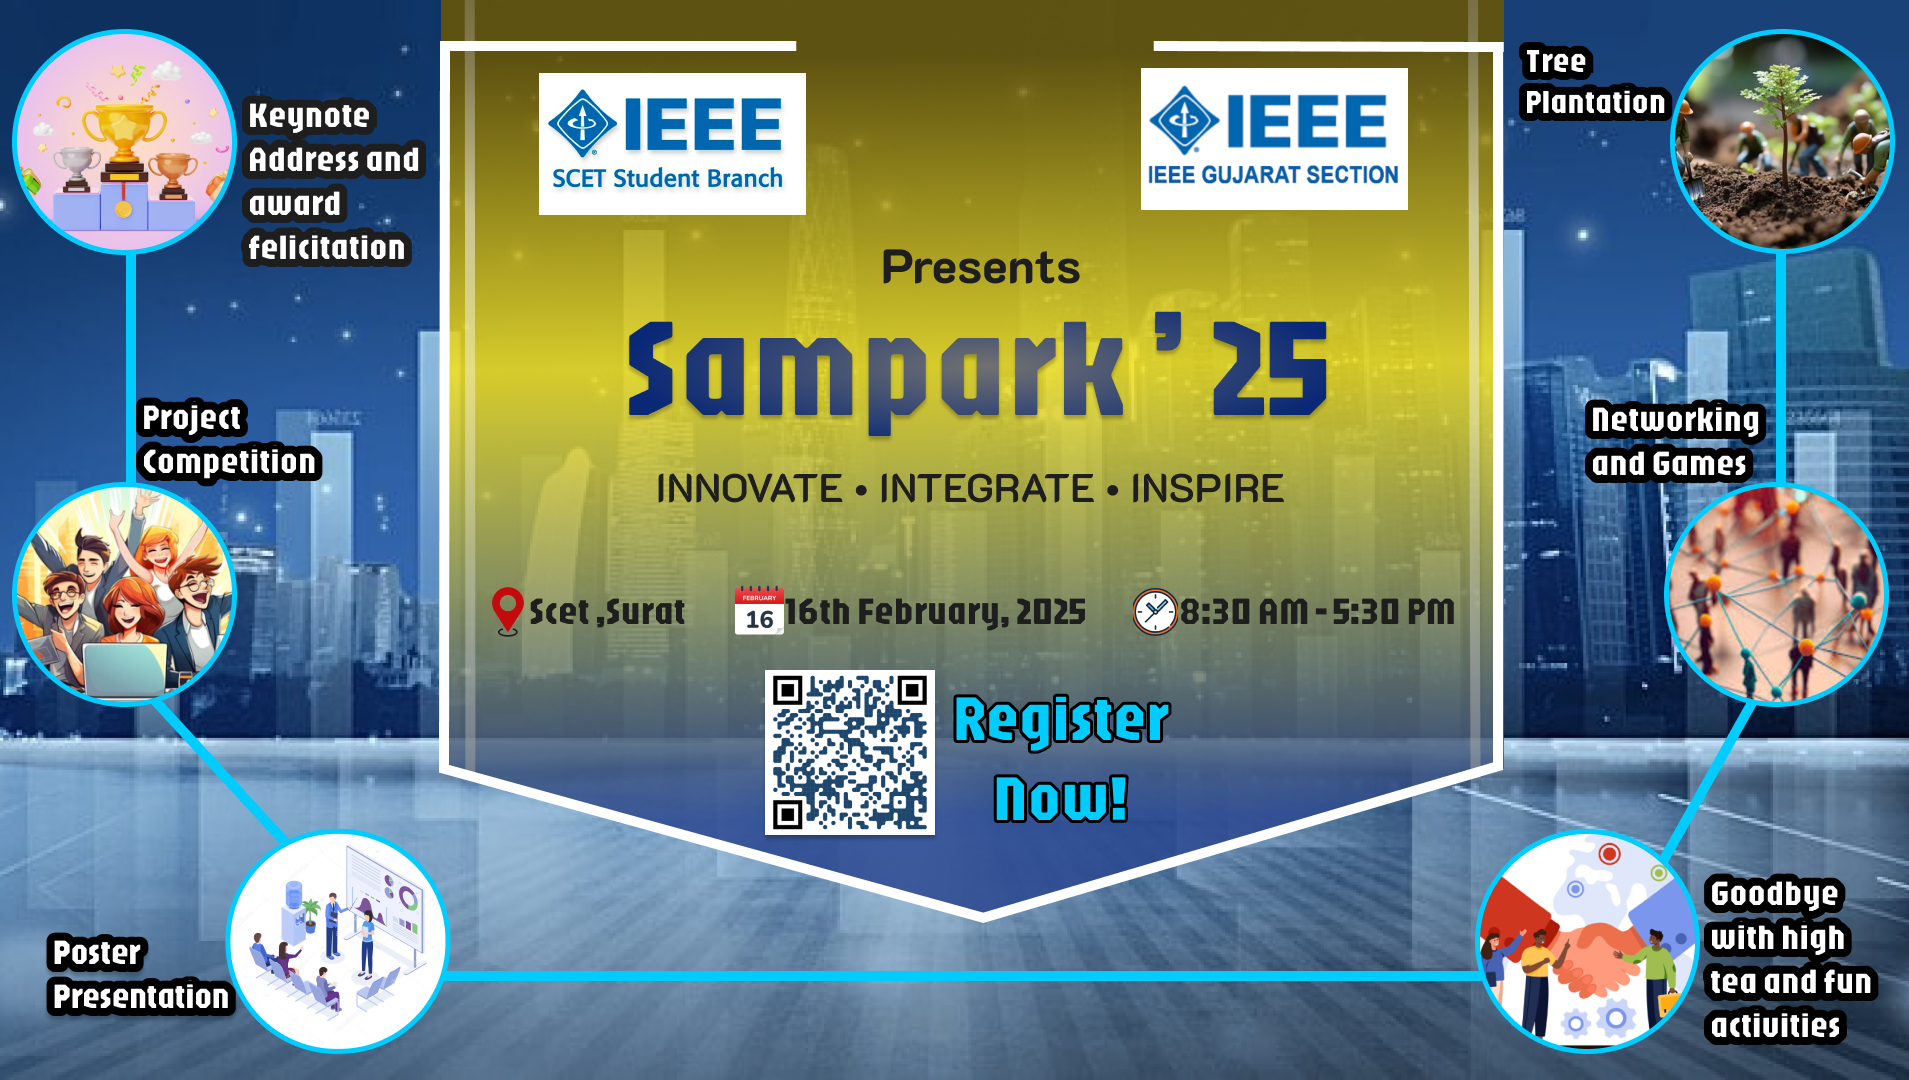 IEEE
SCET Student Branch
IEEE
IEEE GUJARAT SECTION
Presents
Sampark '25
INNOVATE • INTEGRATE • INSPIRE
Scet ,Surat
FEBRUARY
16
16th February, 2025
8:30 AM - 5:30 PM
Register
Now!
Keynote
Address and
award
felicitation
Project
Competition
Poster
Presentation
Tree
Plantation
Networking
and Games
Goodbye
with high
tea and fun
activities